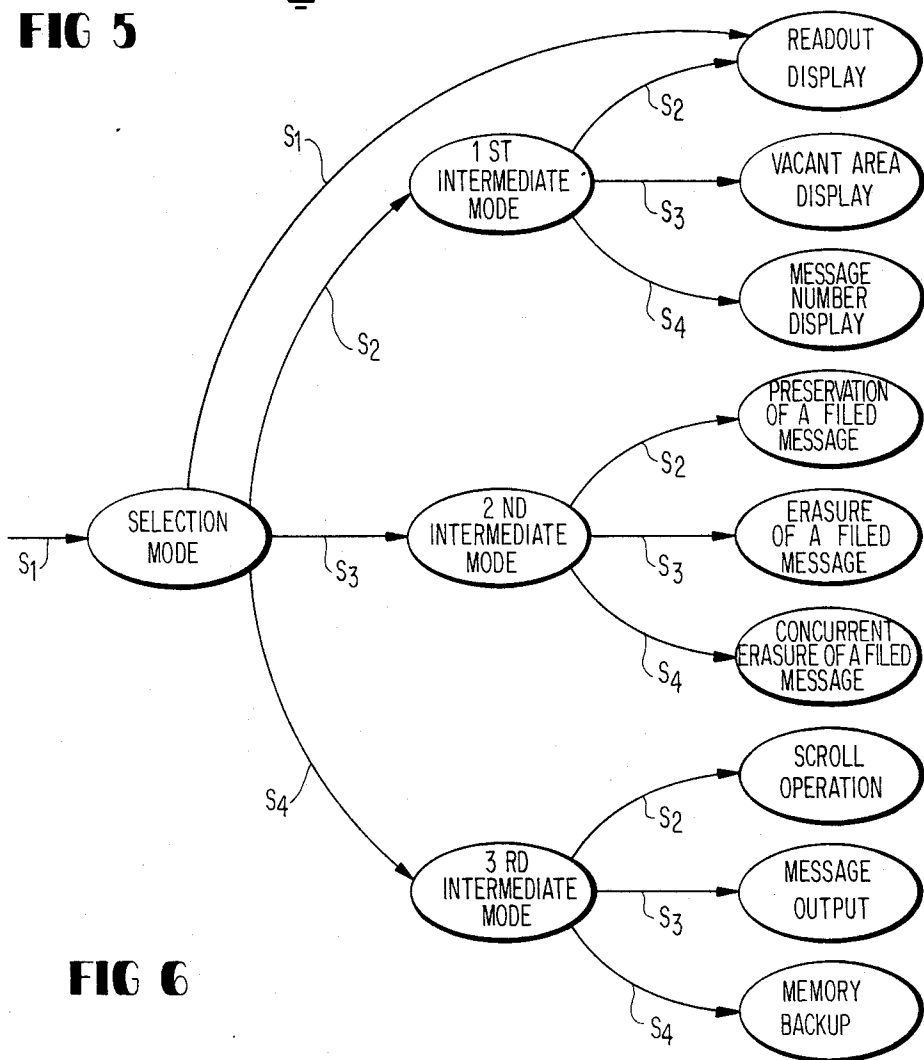 FIG 5
READOUT
DISPLAY
S2
S1
1 ST
INTERMEDIATE
MODE
VACANT AREA
DISPLAY
S3
MESSAGE
NUMBER
DISPLAY
S4
S2
PRESERVATION
OF A FILED
MESSAGE
S2
SELECTION
MODE
S1
S3
2 ND
INTERMEDIATE
MODE
ERASURE
OF A FILED
MESSAGE
S3
CONCURRENT
ERASURE OF A FILED
MESSAGE
S4
SCROLL
OPERATION
S4
S2
3 RD
INTERMEDIATE
MODE
MESSAGE
OUTPUT
S3
FIG 6
MEMORY
BACKUP
S4